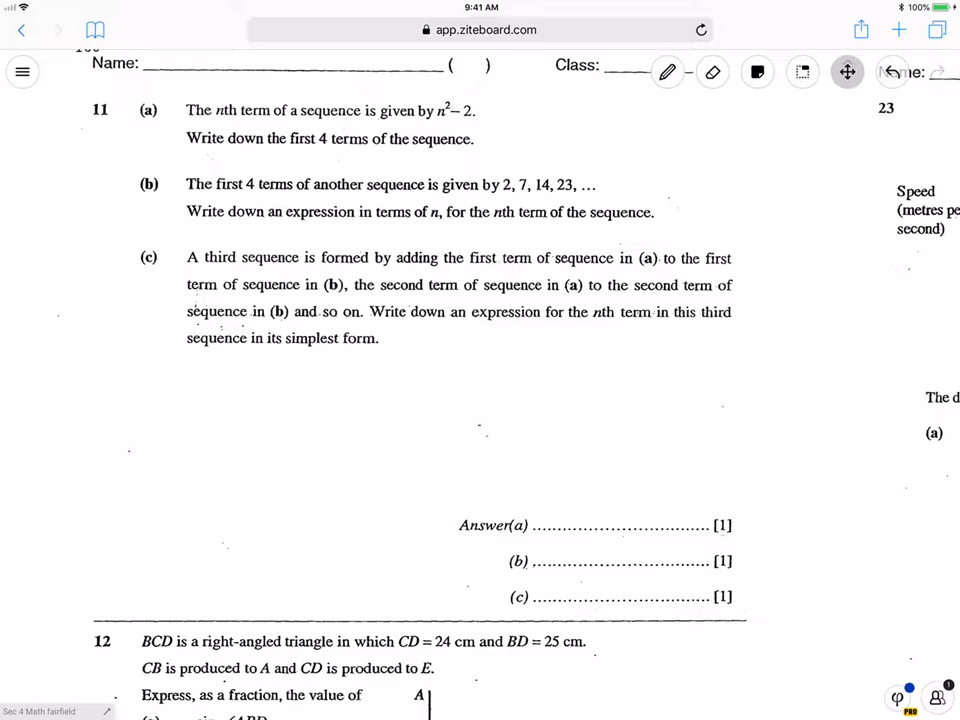 9:41 AM
100%
app.ziteboard.com
Name: ( ) Class:
11 (a) The nth term of a sequence is given by n²– 2.
Write down the first 4 terms of the sequence.
(b) The first 4 terms of another sequence is given by 2, 7, 14, 23, ...
Write down an expression in terms of n, for the nth term of the sequence.
(c) A third sequence is formed by adding the first term of sequence in (a) to the first
term of sequence in (b), the second term of sequence in (a) to the second term of
sequence in (b) and so on. Write down an expression for the nth term in this third
sequence in its simplest form.
Answer(a) ................................... [1]
(b) ................................... [1]
(c) ................................... [1]
12 BCD is a right-angled triangle in which CD = 24 cm and BD = 25 cm.
CB is produced to A and CD is produced to E.
Express, as a fraction, the value of A
23
Speed
(metres pe
second)
The d
(a)
Sec 4 Math fairfield
PRO
1